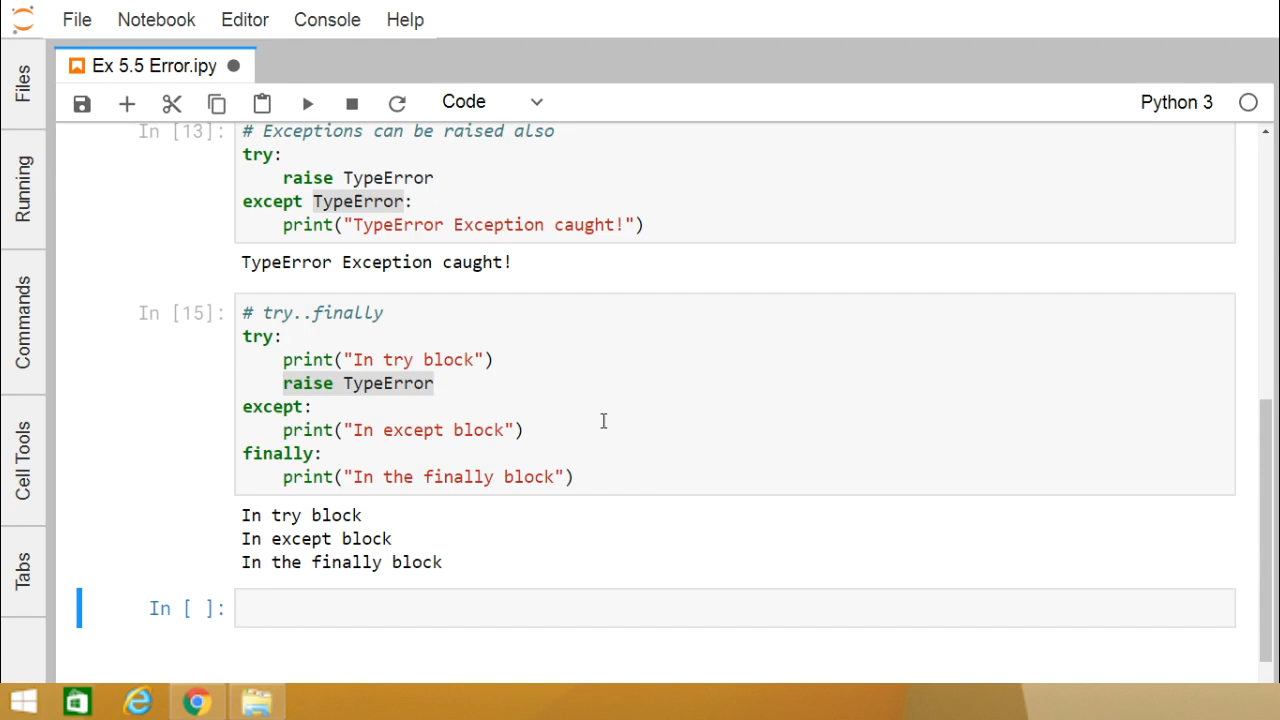 File Notebook Editor Console Help
Ex 5.5 Error.ipy
Code Python 3
Files
Running
Commands
Cell Tools
Tabs
In [13]: # Exceptions can be raised also
try:
    raise TypeError
except TypeError:
    print("TypeError Exception caught!")
TypeError Exception caught!
In [15]: # try..finally
try:
    print("In try block")
    raise TypeError
except:
    print("In except block")
finally:
    print("In the finally block")
In try block
In except block
In the finally block
In [ ]: